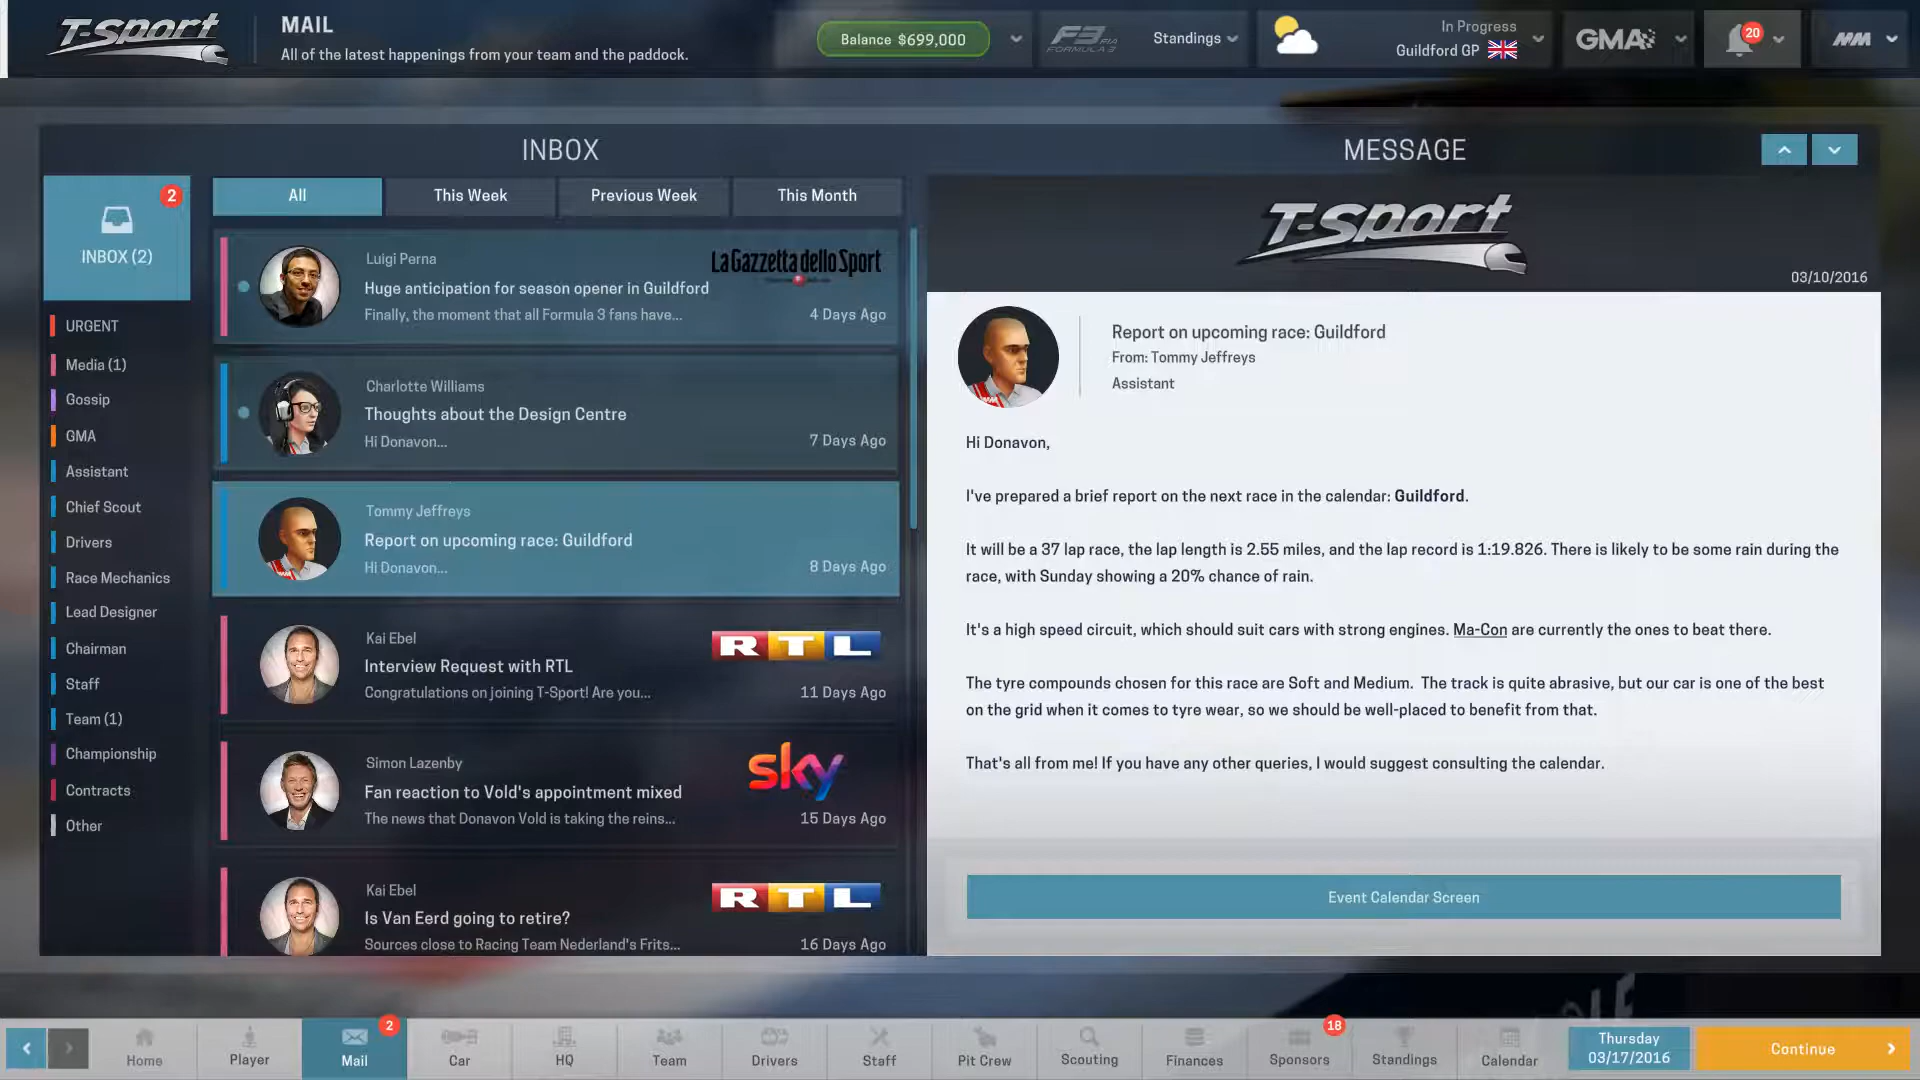 T-Sport
MAIL
All of the latest happenings from your team and the paddock.
Balance $699,000
F3 FIA
FORMULA 3
Standings
In Progress
Guildford GP
GMA
20
INBOX
MESSAGE
2
INBOX (2)
URGENT
Media (1)
Gossip
GMA
Assistant
Chief Scout
Drivers
Race Mechanics
Lead Designer
Chairman
Staff
Team (1)
Championship
Contracts
Other
All
This Week
Previous Week
This Month
Luigi Perna
La Gazzetta dello Sport
Huge anticipation for season opener in Guildford
Finally, the moment that all Formula 3 fans have...
4 Days Ago
Charlotte Williams
Thoughts about the Design Centre
Hi Donavon...
7 Days Ago
Tommy Jeffreys
Report on upcoming race: Guildford
Hi Donavon...
8 Days Ago
Kai Ebel
RTL
Interview Request with RTL
Congratulations on joining T-Sport! Are you...
11 Days Ago
Simon Lazenby
sky
Fan reaction to Vold's appointment mixed
The news that Donavon Vold is taking the reins...
15 Days Ago
Kai Ebel
RTL
Is Van Eerd going to retire?
Sources close to Racing Team Nederland's Frits...
16 Days Ago
T-Sport
03/10/2016
Report on upcoming race: Guildford
From: Tommy Jeffreys
Assistant
Hi Donavon,
I've prepared a brief report on the next race in the calendar: Guildford.
It will be a 37 lap race, the lap length is 2.55 miles, and the lap record is 1:19.826. There is likely to be some rain during the
race, with Sunday showing a 20% chance of rain.
It's a high speed circuit, which should suit cars with strong engines. Ma-Con are currently the ones to beat there.
The tyre compounds chosen for this race are Soft and Medium.  The track is quite abrasive, but our car is one of the best
on the grid when it comes to tyre wear, so we should be well-placed to benefit from that.
That's all from me! If you have any other queries, I would suggest consulting the calendar.
Event Calendar Screen
Home
Player
Mail
2
Car
HQ
Team
Drivers
Staff
Pit Crew
Scouting
Finances
Sponsors
18
Standings
Calendar
Thursday
03/17/2016
Continue